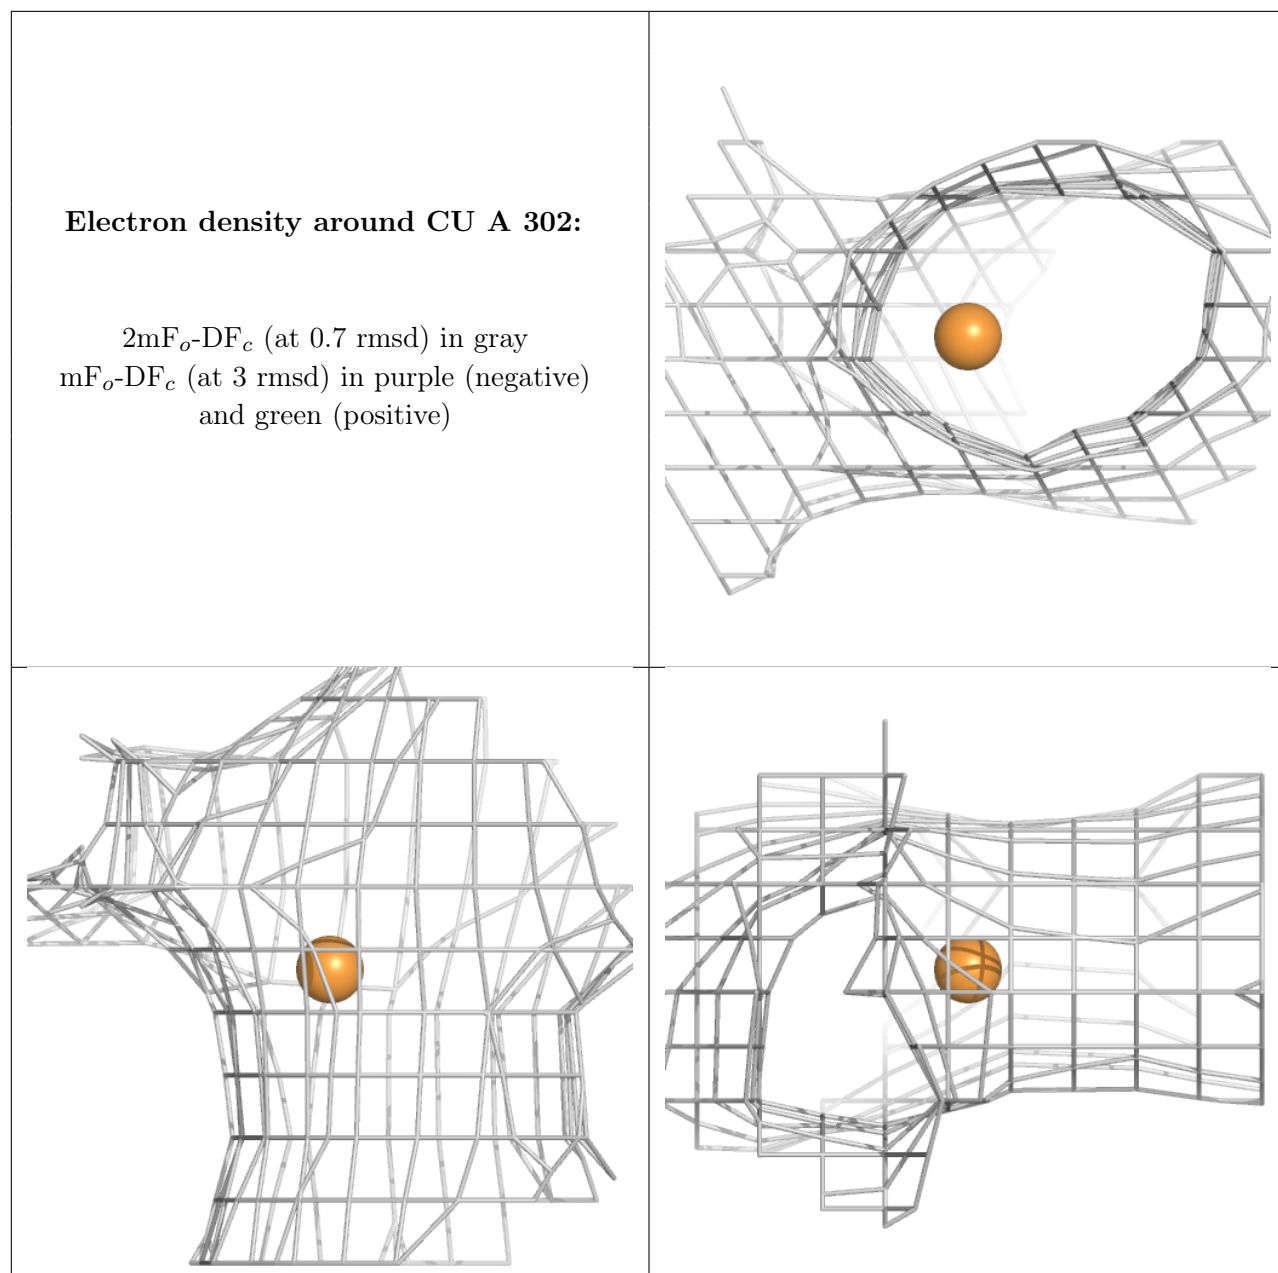 Electron density around CU A 302:
2mFo-DFc (at 0.7 rmsd) in gray
mFo-DFc (at 3 rmsd) in purple (negative)
and green (positive)